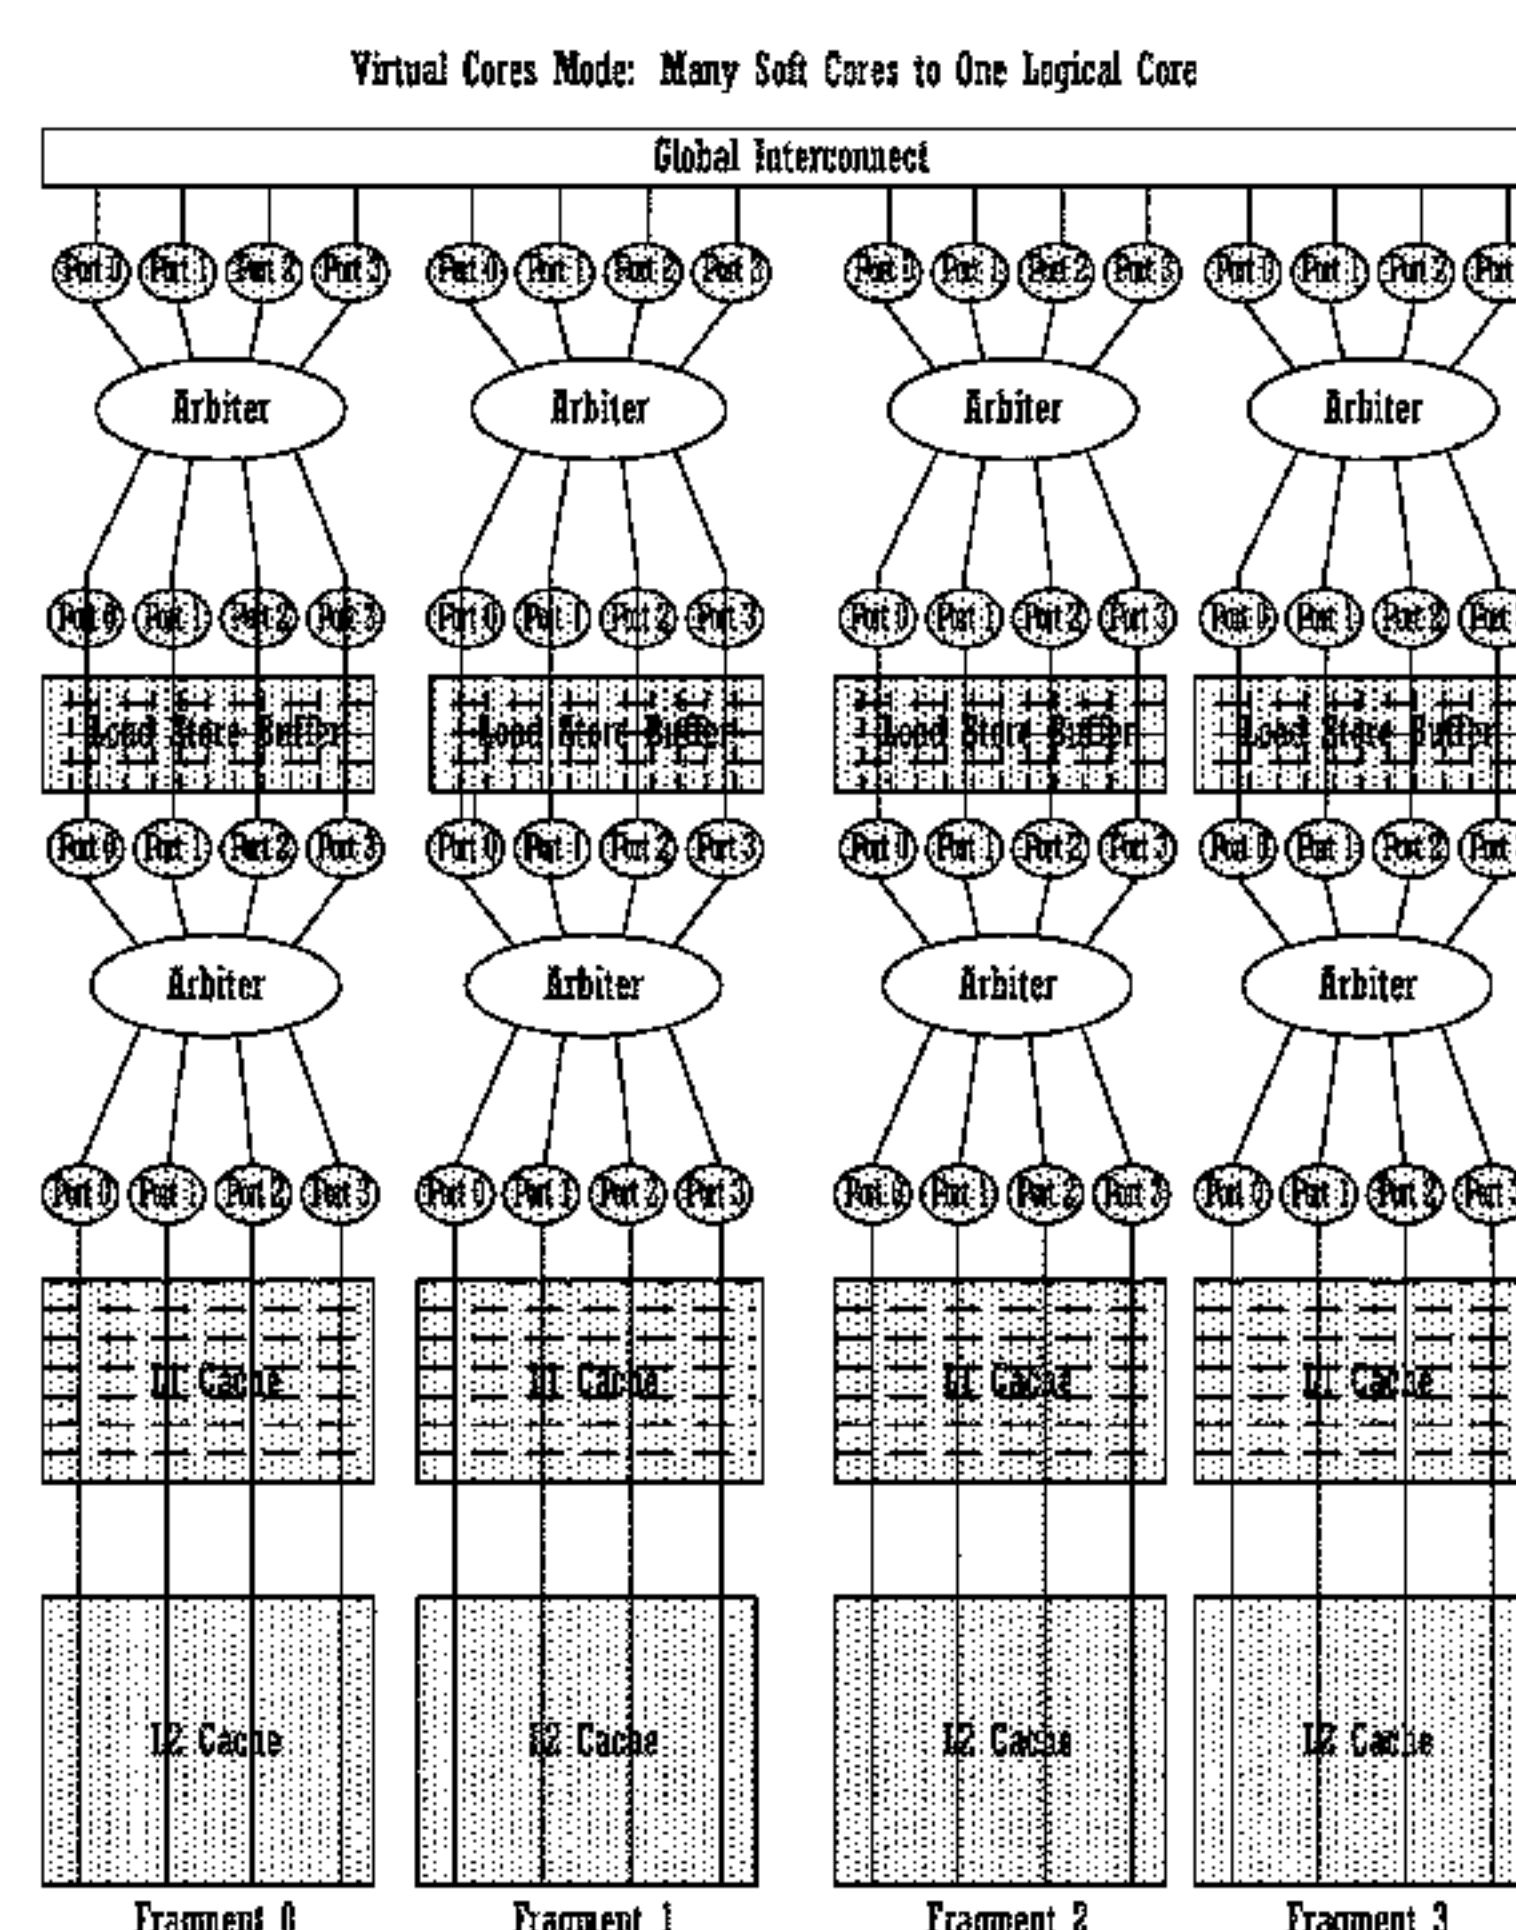 Virtual Cores Mode: Many Soft Cores to One Logical Core
Global Interconnect
Port 0 Port 1 Port 2 Port 3 Port 0 Port 1 Port 2 Port 3 Port 0 Port 1 Port 2 Port 3 Port 0 Port 1 Port 2 Port
Arbiter Arbiter Arbiter Arbiter
Port 0 Port 1 Port 2 Port 3 Port 0 Port 1 Port 2 Port 3 Port 0 Port 1 Port 2 Port 3 Port 0 Port 1 Port 2 Port
Load Store Buffer Load Store Buffer Load Store Buffer Load Store Buffer
Port 0 Port 1 Port 2 Port 3 Port 0 Port 1 Port 2 Port 3 Port 0 Port 1 Port 2 Port 3 Port 0 Port 1 Port 2 Port
Arbiter Arbiter Arbiter Arbiter
Port 0 Port 1 Port 2 Port 3 Port 0 Port 1 Port 2 Port 3 Port 0 Port 1 Port 2 Port 3 Port 0 Port 1 Port 2 Port 3
L1 Cache L1 Cache L1 Cache L1 Cache
L2 Cache L2 Cache L2 Cache L2 Cache
Fragment 0 Fragment 1 Fragment 2 Fragment 3